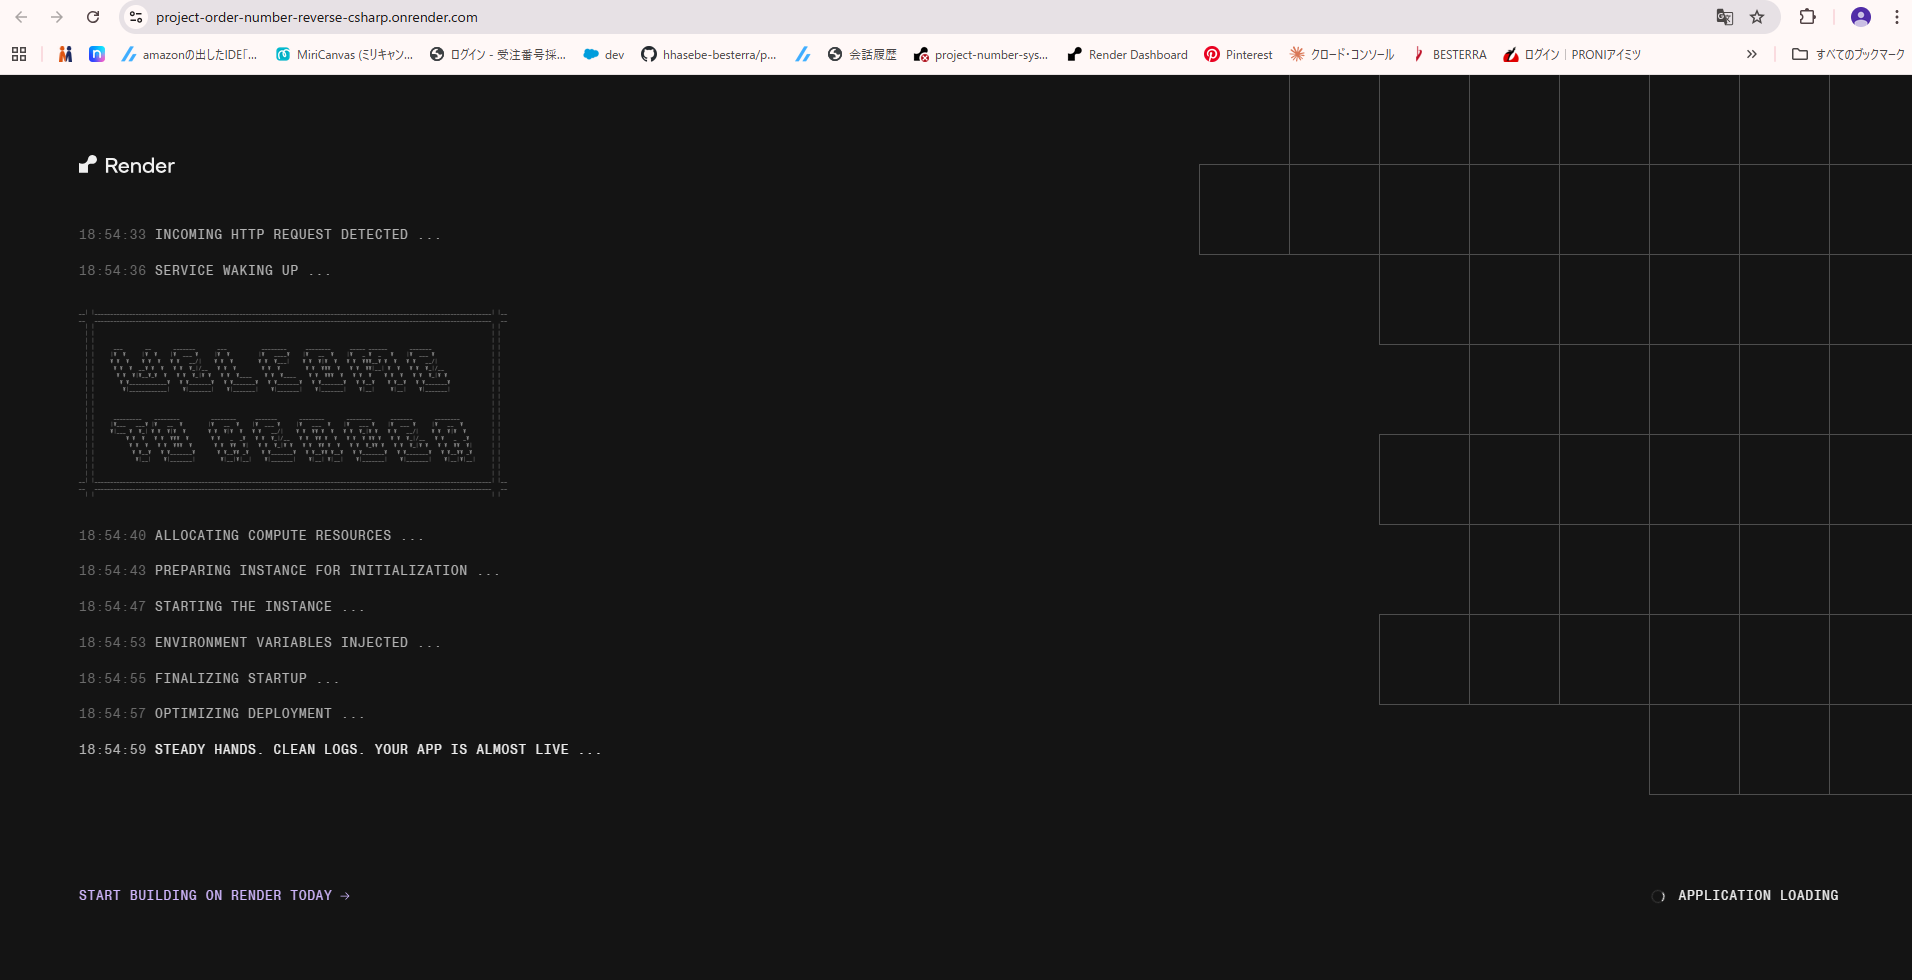 project-order-number-reverse-csharp.onrender.com
amazonの出したIDE「... MiriCanvas (ミリキャン... ログイン - 受注番号採... dev hhasebe-besterra/p... 会話履歴 project-number-sys... Render Dashboard Pinterest クロード・コンソール BESTERRA ログイン | PRONIアイミツ » すべてのブックマーク
Render
18:54:33 INCOMING HTTP REQUEST DETECTED ...
18:54:36 SERVICE WAKING UP ...
WELCOME
TO RENDER
18:54:40 ALLOCATING COMPUTE RESOURCES ...
18:54:43 PREPARING INSTANCE FOR INITIALIZATION ...
18:54:47 STARTING THE INSTANCE ...
18:54:53 ENVIRONMENT VARIABLES INJECTED ...
18:54:55 FINALIZING STARTUP ...
18:54:57 OPTIMIZING DEPLOYMENT ...
18:54:59 STEADY HANDS. CLEAN LOGS. YOUR APP IS ALMOST LIVE ...
START BUILDING ON RENDER TODAY →
APPLICATION LOADING